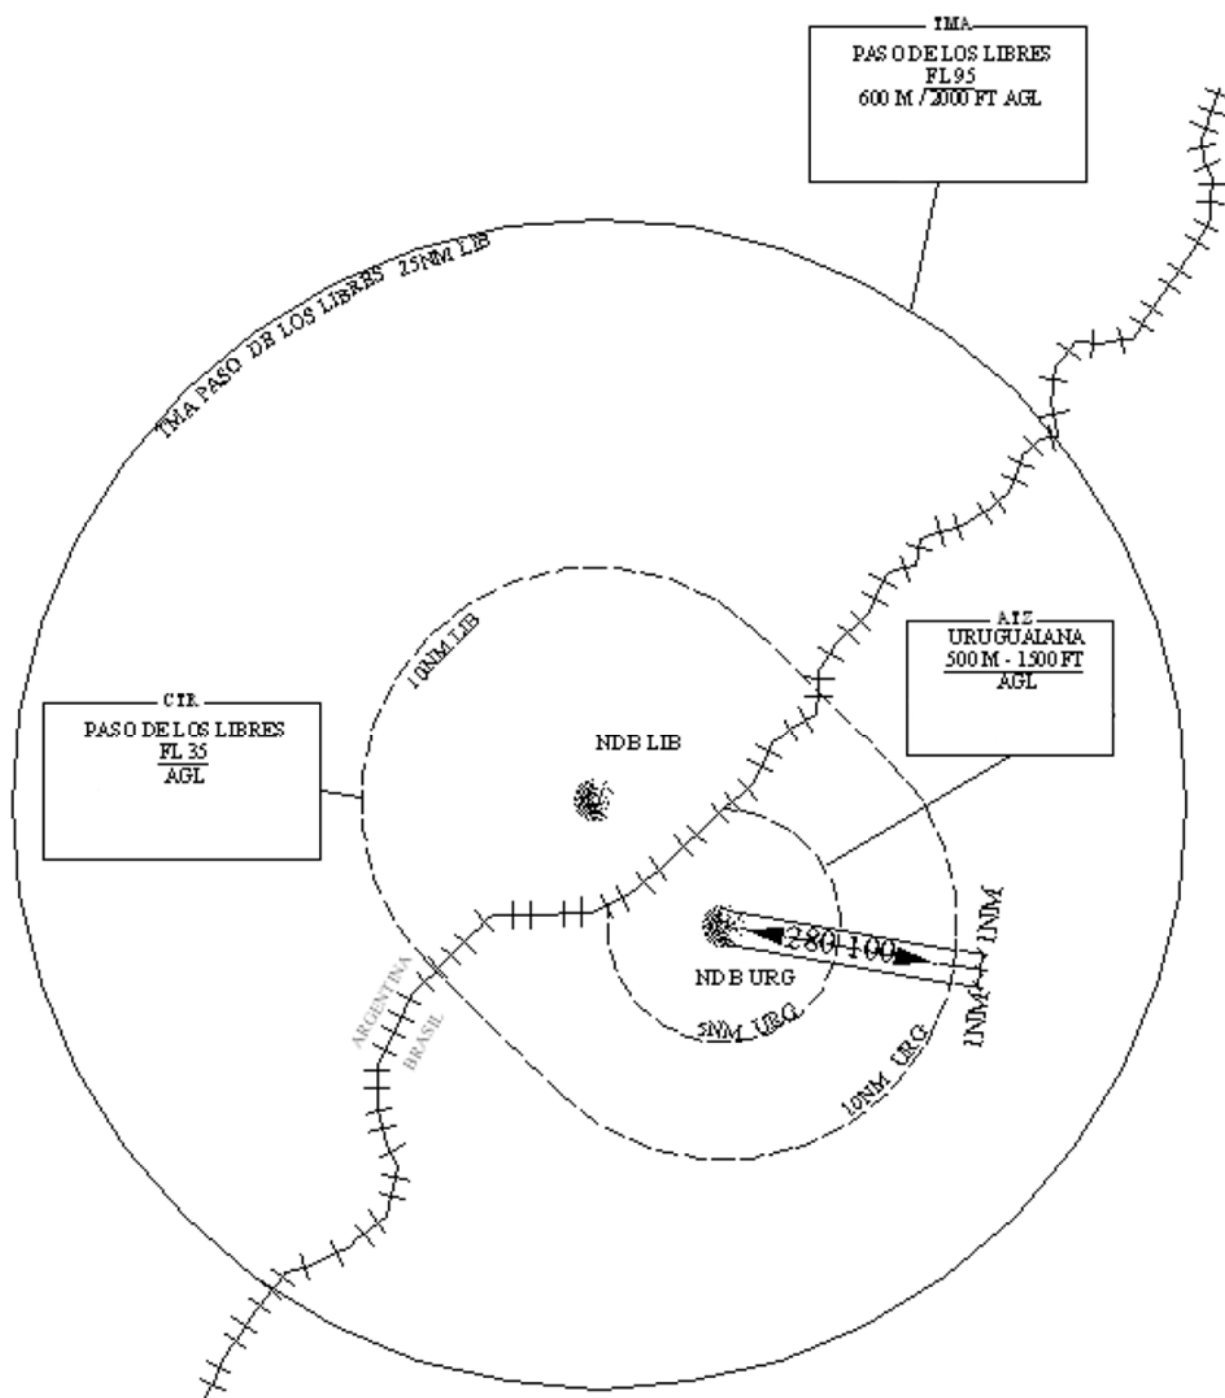 TMA
PASO DE LOS LIBRES
FL 95
600 M / 2000 FT AGL
TMA PASO DE LOS LIBRES 25NM LIB
10NM LIB
ATZ
URUGUAIANA
500 M - 1500 FT
AGL
CTR
PASO DE LOS LIBRES
FL 35
AGL
NDB LIB
280 100
1NM
1NM
NDB URG
5NM URG
10NM URG
ARGENTINA
BRASIL